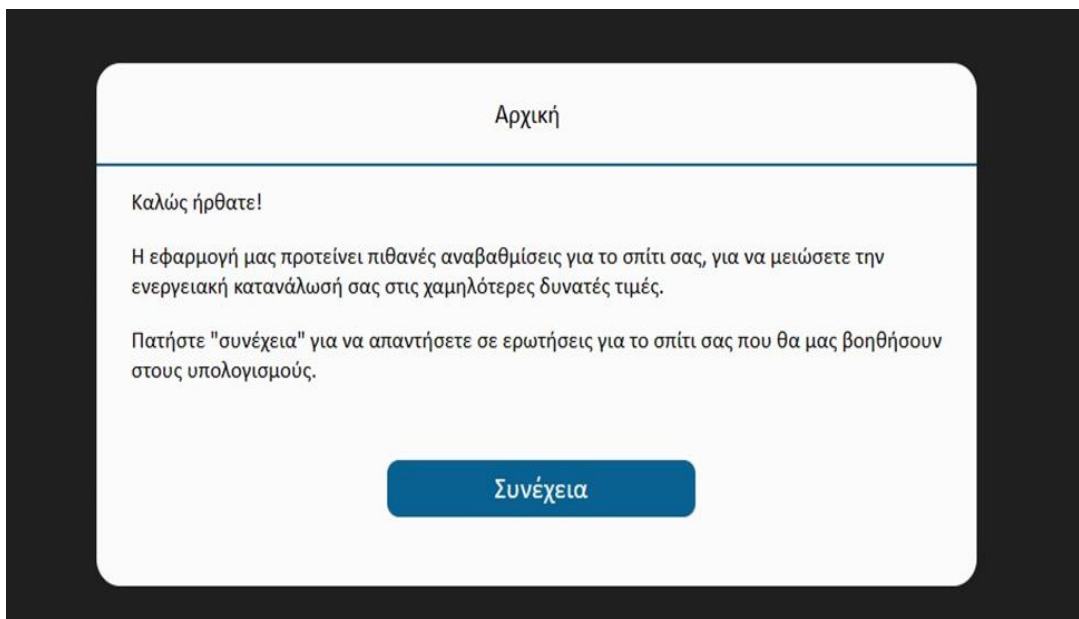 Αρχική
Καλώς ήρθατε!
Η εφαρμογή μας προτείνει πιθανές αναβαθμίσεις για το σπίτι σας, για να μειώσετε την
ενεργειακή κατανάλωσή σας στις χαμηλότερες δυνατές τιμές.
Πατήστε "συνέχεια" για να απαντήσετε σε ερωτήσεις για το σπίτι σας που θα μας βοηθήσουν
στους υπολογισμούς.
Συνέχεια